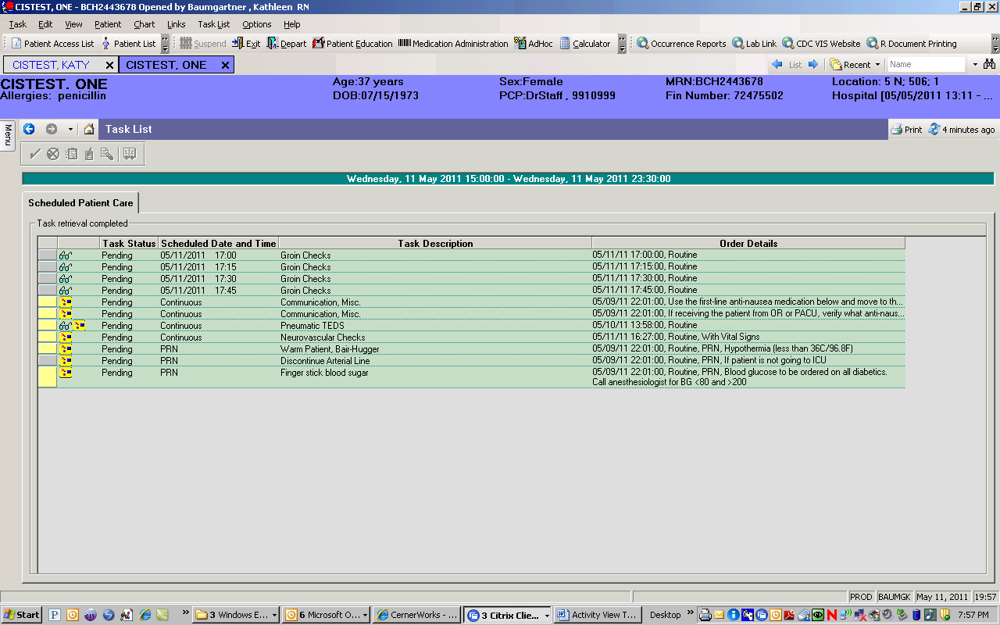 CISTEST, ONE - BCH2443678 Opened by Baumgartner , Kathleen RN
Task Edit View Patient Chart Links Task List Options Help
Patient Access List Patient List Suspend Exit Depart Patient Education Medication Administration AdHoc Calculator Occurrence Reports Lab Link CDC VIS Website R Document Printing
CISTEST, KATY CISTEST, ONE List Recent Name
CISTEST, ONE Age:37 years Sex:Female MRN:BCH2443678 Location: 5 N; 506; 1
Allergies: penicillin DOB:07/15/1973 PCP:DrStaff , 9910999 Fin Number: 72475502 Hospital [05/05/2011 13:11 - ...
Menu
Task List Print 4 minutes ago
Wednesday, 11 May 2011 15:00:00 - Wednesday, 11 May 2011 23:30:00
Scheduled Patient Care
Task retrieval completed
Task Status Scheduled Date and Time Task Description Order Details
Pending 05/11/2011 17:00 Groin Checks 05/11/11 17:00:00, Routine
Pending 05/11/2011 17:15 Groin Checks 05/11/11 17:15:00, Routine
Pending 05/11/2011 17:30 Groin Checks 05/11/11 17:30:00, Routine
Pending 05/11/2011 17:45 Groin Checks 05/11/11 17:45:00, Routine
Pending Continuous Communication, Misc. 05/09/11 22:01:00, Use the first-line anti-nausea medication below and move to th...
Pending Continuous Communication, Misc. 05/09/11 22:01:00, If receiving the patient from OR or PACU, verify what anti-naus...
Pending Continuous Pneumatic TEDS 05/10/11 13:58:00, Routine
Pending Continuous Neurovascular Checks 05/11/11 16:27:00, Routine, With Vital Signs
Pending PRN Warm Patient, Bair-Hugger 05/09/11 22:01:00, Routine, PRN, Hypothermia (less than 36C/96.8F)
Pending PRN Discontinue Arterial Line 05/09/11 22:01:00, Routine, PRN, If patient is not going to ICU
Pending PRN Finger stick blood sugar 05/09/11 22:01:00, Routine, PRN, Blood glucose to be ordered on all diabetics.
Call anesthesiologist for BG <80 and >200
PROD BAUMGK May 11, 2011 19:57
Start 3 Windows E... 6 Microsoft O... CernerWorks - ... 3 Citrix Clie... Activity View T... Desktop 7:57 PM